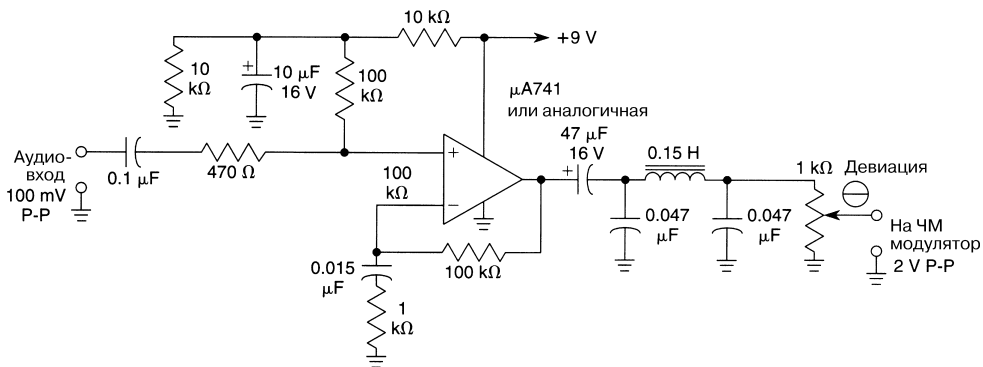 10 kΩ
+9 V
10
kΩ
+
10 μF
16 V
100
kΩ
μA741
или аналогичная
47 μF
16 V
+
0.15 H
1 kΩ
Девиация
Аудио-
вход
100 mV
P-P
0.1 μF
470 Ω
100
kΩ
+
−
0.047
μF
0.047
μF
На ЧМ
модулятор
2 V P-P
100 kΩ
0.015
μF
1
kΩ